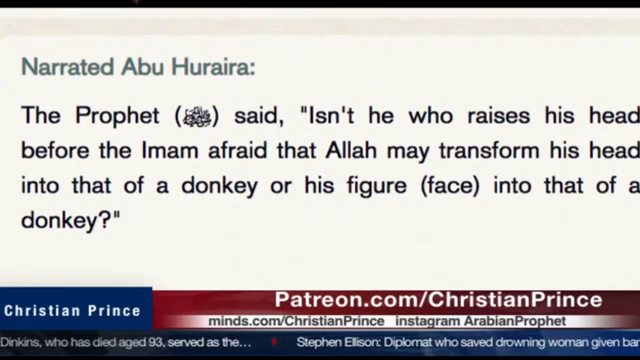 Narrated Abu Huraira:
The Prophet (ﷺ) said, "Isn't he who raises his head
before the Imam afraid that Allah may transform his head
into that of a donkey or his figure (face) into that of a
donkey?"
Christian Prince
Patreon.com/ChristianPrince
minds.com/ChristianPrince instagram ArabianProphet
Dinkins, who has died aged 93, served as the... Stephen Ellison: Diplomat who saved drowning woman given